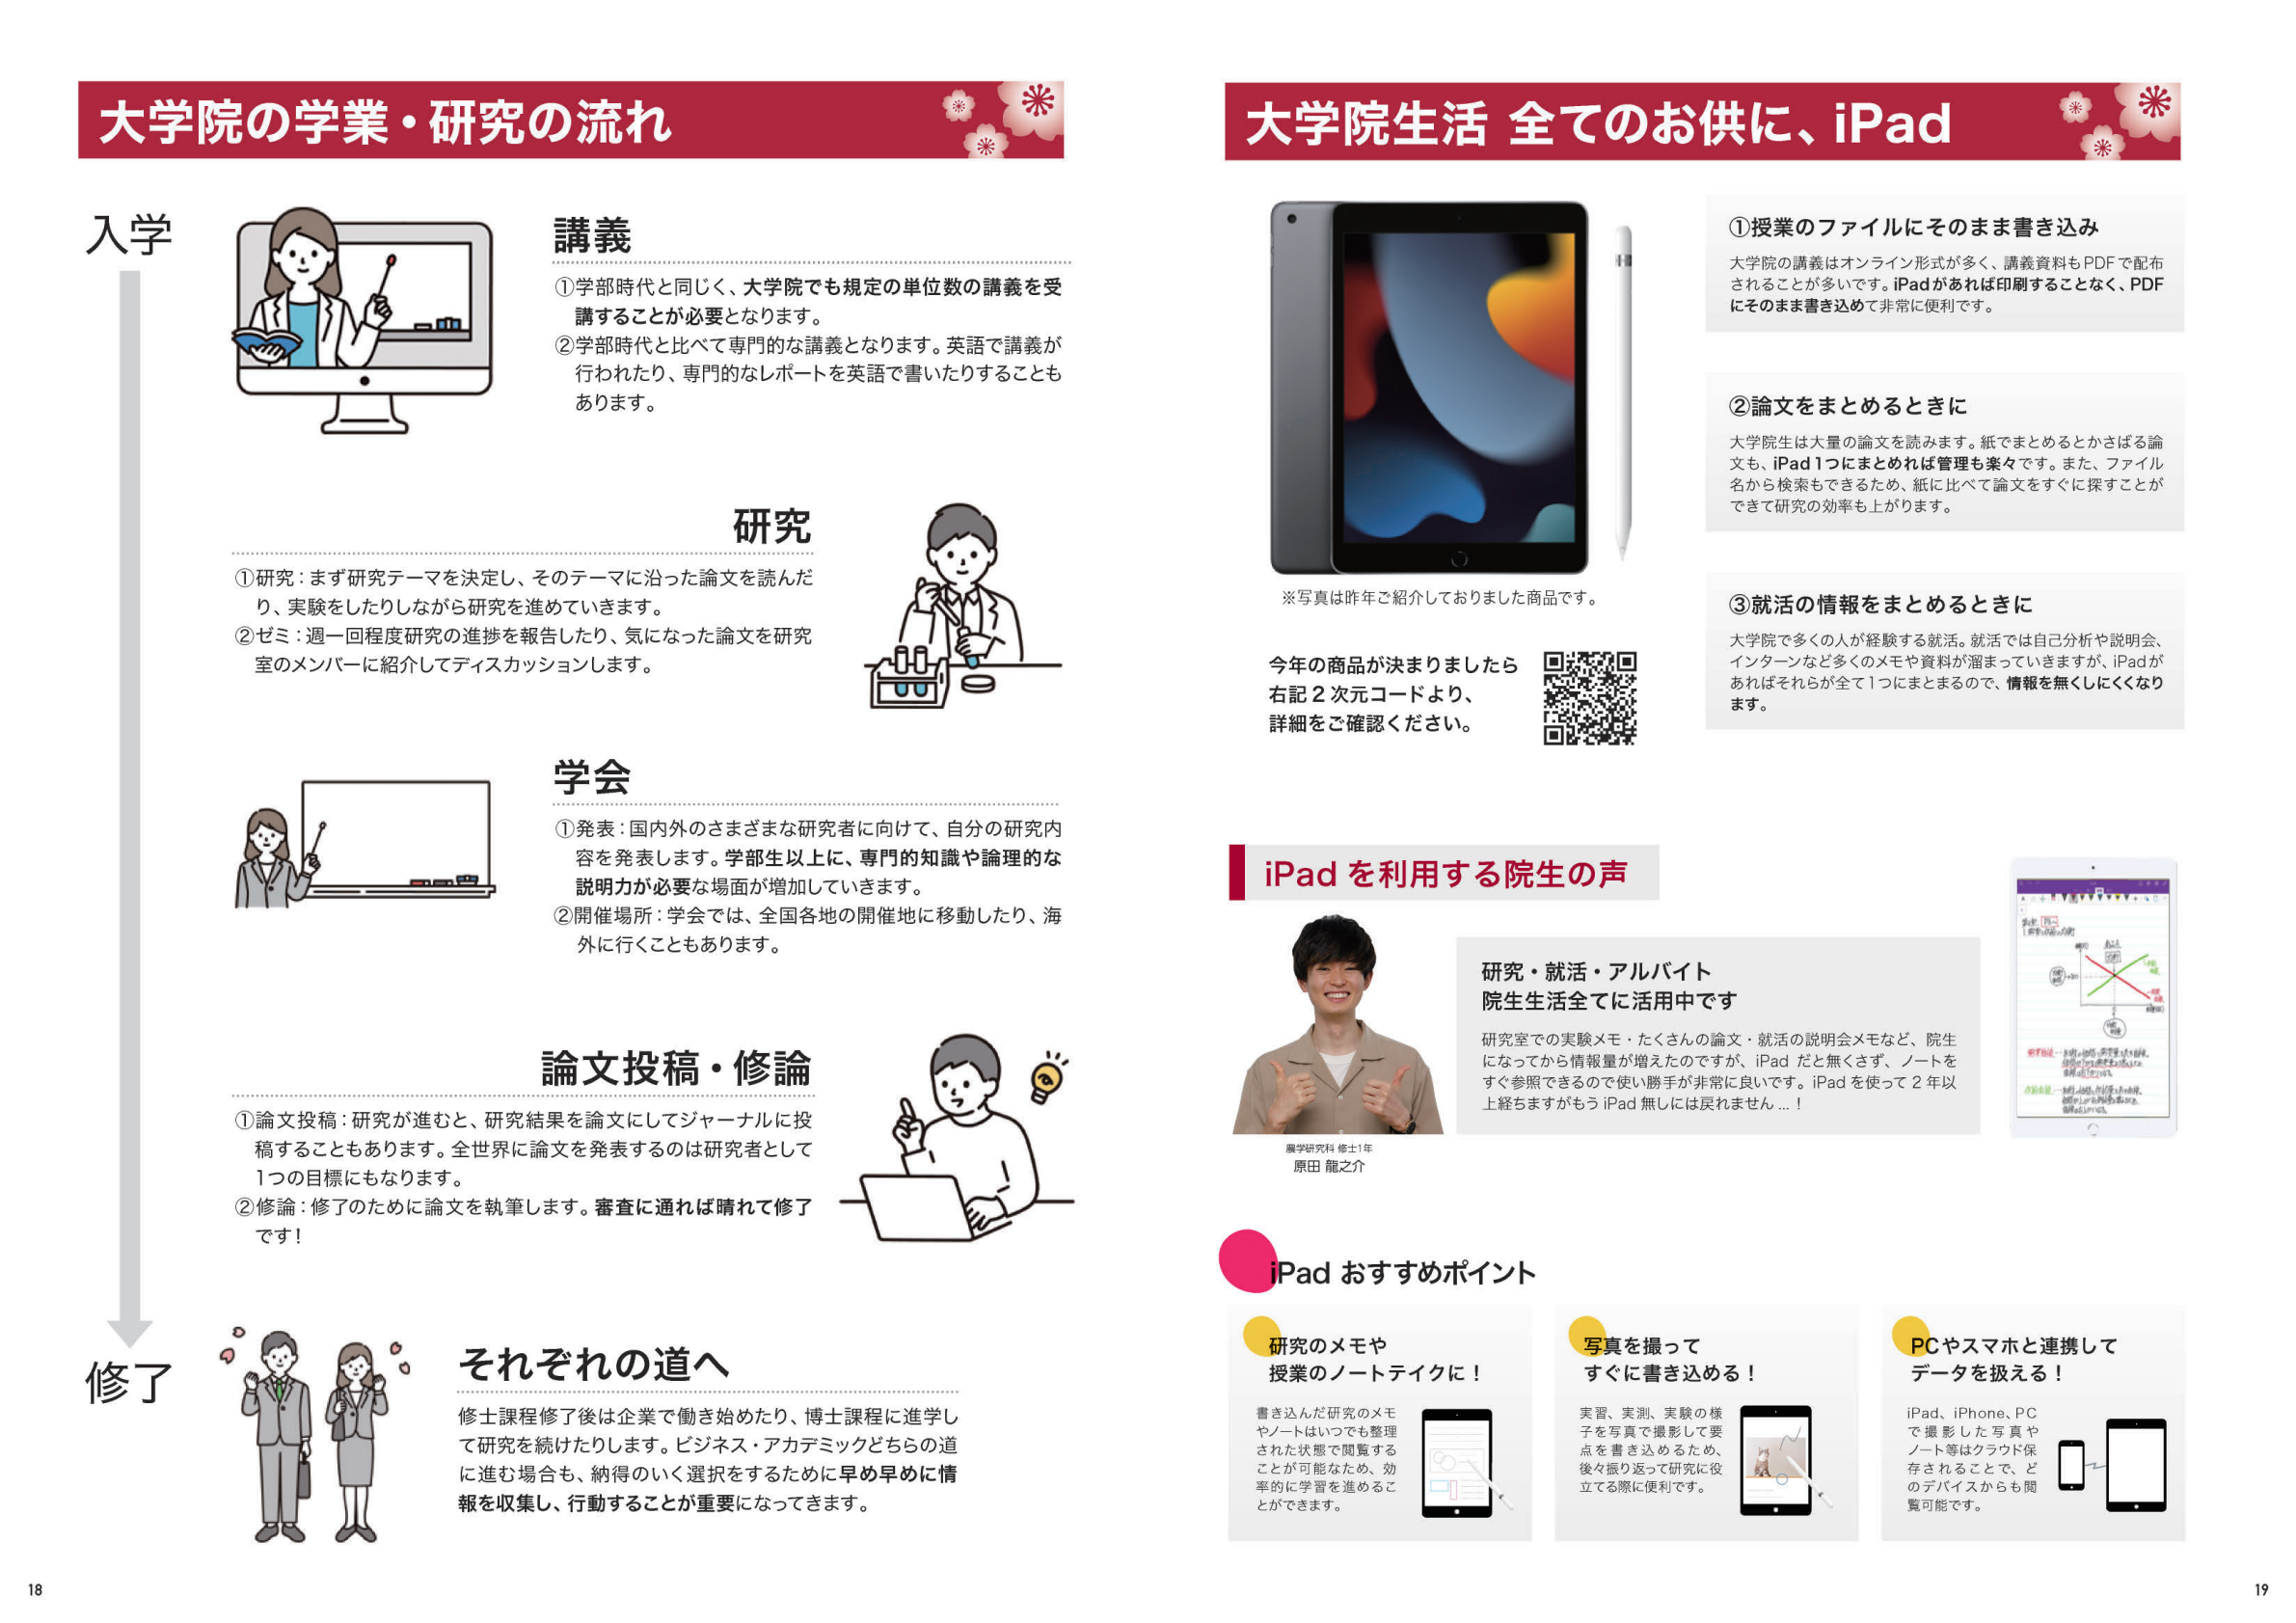 大学院の学業・研究の流れ
入学
講義
①学部時代と同じく、大学院でも規定の単位数の講義を受
講することが必要となります。
②学部時代と比べて専門的な講義となります。英語で講義が
行われたり、専門的なレポートを英語で書いたりすることも
あります。
研究
①研究：まず研究テーマを決定し、そのテーマに沿った論文を読んだ
り、実験をしたりしながら研究を進めていきます。
②ゼミ：週一回程度研究の進捗を報告したり、気になった論文を研究
室のメンバーに紹介してディスカッションします。
学会
①発表：国内外のさまざまな研究者に向けて、自分の研究内
容を発表します。学部生以上に、専門的知識や論理的な
説明力が必要な場面が増加していきます。
②開催場所：学会では、全国各地の開催地に移動したり、海
外に行くこともあります。
論文投稿・修論
①論文投稿：研究が進むと、研究結果を論文にしてジャーナルに投
稿することもあります。全世界に論文を発表するのは研究者として
1つの目標にもなります。
②修論：修了のために論文を執筆します。審査に通れば晴れて修了
です！
修了
それぞれの道へ
修士課程修了後は企業で働き始めたり、博士課程に進学し
て研究を続けたりします。ビジネス・アカデミックどちらの道
に進む場合も、納得のいく選択をするために早め早めに情
報を収集し、行動することが重要になってきます。
18
大学院生活 全てのお供に、iPad
※写真は昨年ご紹介しておりました商品です。
今年の商品が決まりましたら
右記２次元コードより、
詳細をご確認ください。
①授業のファイルにそのまま書き込み
大学院の講義はオンライン形式が多く、講義資料もPDFで配布
されることが多いです。iPadがあれば印刷することなく、PDF
にそのまま書き込めて非常に便利です。
②論文をまとめるときに
大学院生は大量の論文を読みます。紙でまとめるとかさばる論
文も、iPad 1つにまとめれば管理も楽々です。また、ファイル
名から検索もできるため、紙に比べて論文をすぐに探すことが
できて研究の効率も上がります。
③就活の情報をまとめるときに
大学院で多くの人が経験する就活。就活では自己分析や説明会、
インターンなど多くのメモや資料が溜まっていきますが、iPadが
あればそれらが全て1つにまとまるので、情報を無くしにくくなり
ます。
iPad を利用する院生の声
農学研究科 修士1年
原田 龍之介
研究・就活・アルバイト
院生生活全てに活用中です
研究室での実験メモ・たくさんの論文・就活の説明会メモなど、院生
になってから情報量が増えたのですが、iPad だと無くさず、ノートを
すぐ参照できるので使い勝手が非常に良いです。iPad を使って 2 年以
上経ちますがもう iPad 無しには戻れません ...！
iPad おすすめポイント
研究のメモや
授業のノートテイクに！
書き込んだ研究のメモ
やノートはいつでも整理
された状態で閲覧する
ことが可能なため、効
率的に学習を進めるこ
とができます。
写真を撮って
すぐに書き込める！
実習、実測、実験の様
子を写真で撮影して要
点を書き込めるため、
後々振り返って研究に役
立てる際に便利です。
PCやスマホと連携して
データを扱える！
iPad、iPhone、PC
で撮影した写真や
ノート等はクラウド保
存されることで、ど
のデバイスからも閲
覧可能です。
19